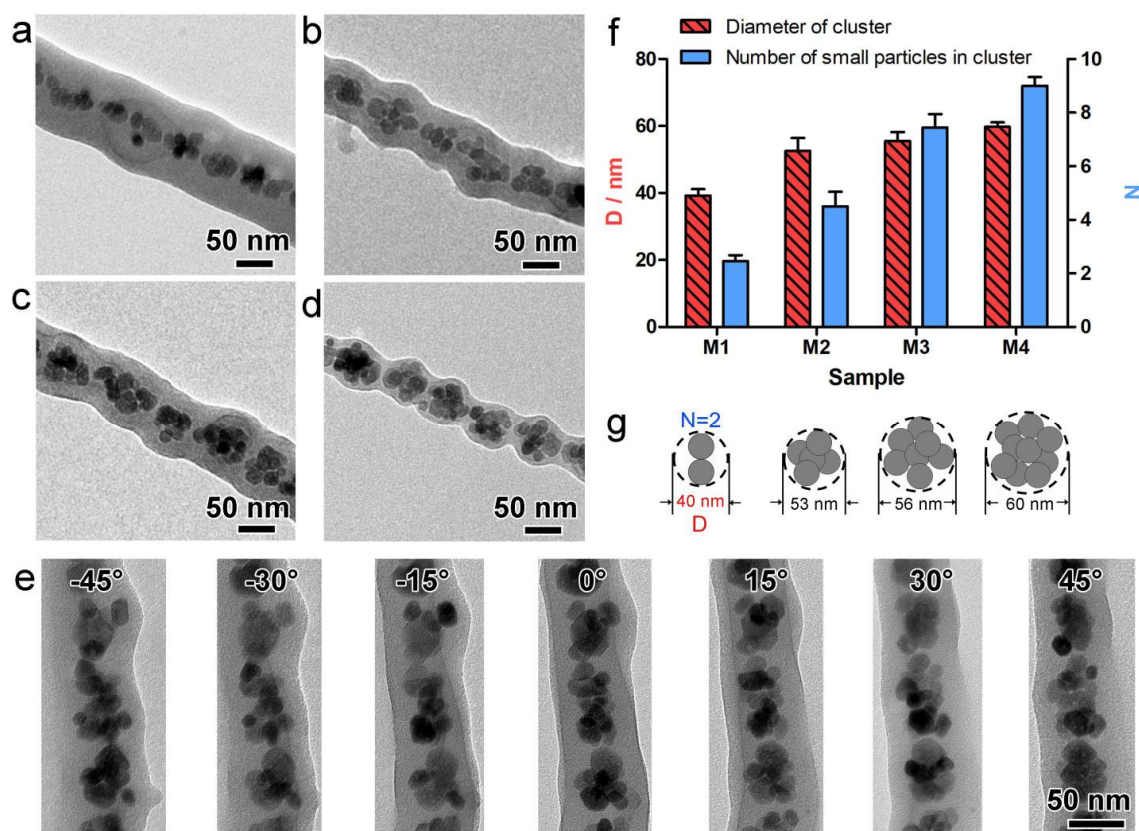 a
50 nm
b
50 nm
c
50 nm
d
50 nm
f
Diameter of cluster
Number of small particles in cluster
80
60
40
20
0
D / nm
10
8
6
4
2
0
N
M1 M2 M3 M4
Sample
g
N=2
40 nm
D
53 nm
56 nm
60 nm
e
-45° -30° -15° 0° 15° 30° 45°
50 nm